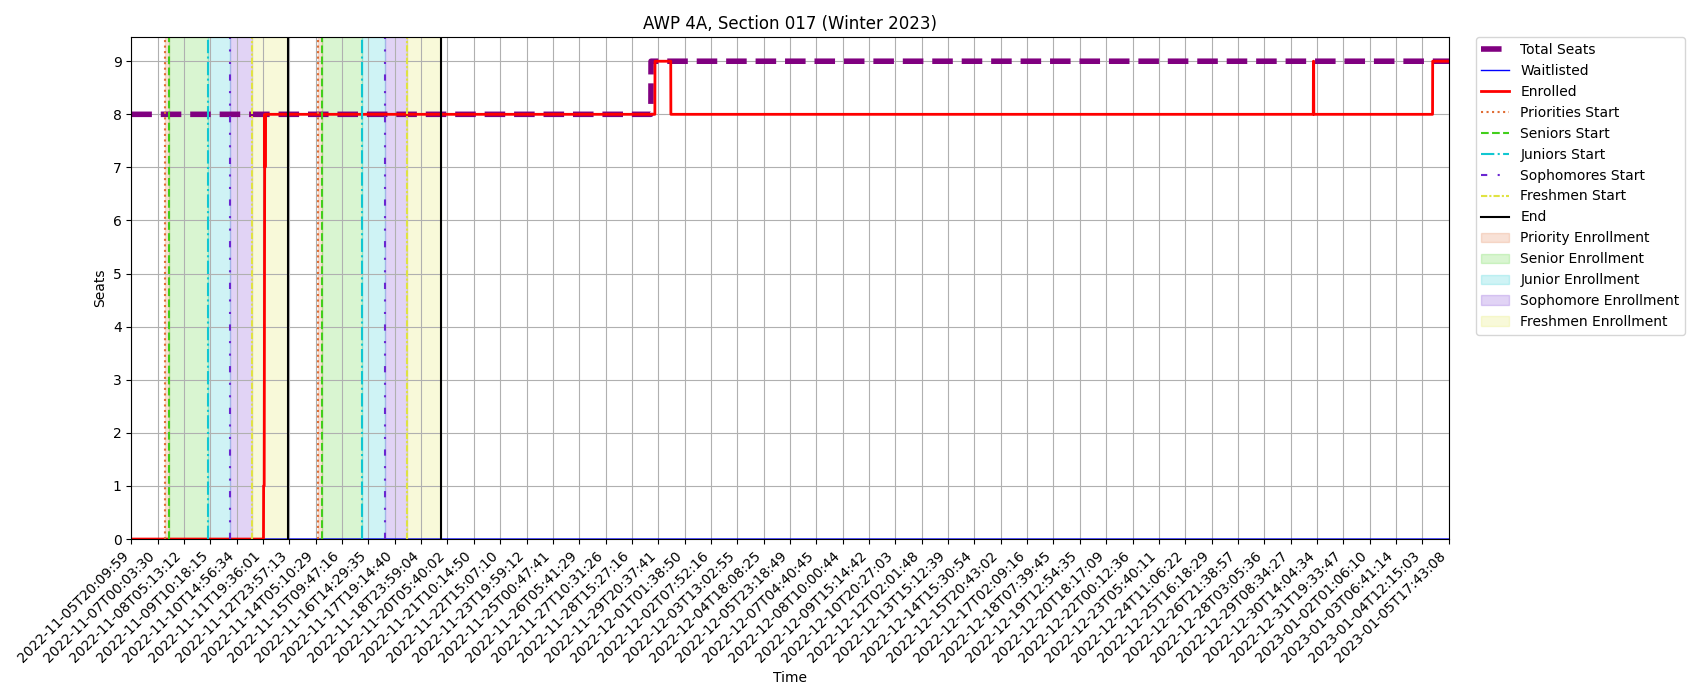 AWP 4A, Section 017 (Winter 2023)
9
8
7
6
5
4
3
2
1
0
Seats
2022-11-05T20:09:59
2022-11-07T00:03:30
2022-11-08T05:13:12
2022-11-09T10:18:15
2022-11-10T14:56:34
2022-11-11T19:36:01
2022-11-12T23:57:13
2022-11-14T05:10:29
2022-11-15T09:47:16
2022-11-16T14:29:35
2022-11-17T19:14:40
2022-11-18T23:59:04
2022-11-20T05:40:02
2022-11-21T10:14:50
2022-11-22T15:07:10
2022-11-23T19:59:12
2022-11-25T00:47:41
2022-11-26T05:41:29
2022-11-27T10:31:26
2022-11-28T15:27:16
2022-11-29T20:37:41
2022-12-01T01:38:50
2022-12-02T07:52:16
2022-12-03T13:02:55
2022-12-04T18:08:25
2022-12-05T23:18:49
2022-12-07T04:40:45
2022-12-08T10:00:44
2022-12-09T15:14:42
2022-12-10T20:27:03
2022-12-12T02:01:48
2022-12-13T15:12:39
2022-12-14T15:30:54
2022-12-15T20:43:02
2022-12-17T02:09:16
2022-12-18T07:39:45
2022-12-19T12:54:35
2022-12-20T18:17:09
2022-12-22T00:12:36
2022-12-23T05:40:11
2022-12-24T11:06:22
2022-12-25T16:18:29
2022-12-26T21:38:57
2022-12-28T03:05:36
2022-12-29T08:34:27
2022-12-30T14:04:34
2022-12-31T19:33:47
2023-01-02T01:06:10
2023-01-03T06:41:14
2023-01-04T12:15:03
2023-01-05T17:43:08
Time
Total Seats
Waitlisted
Enrolled
Priorities Start
Seniors Start
Juniors Start
Sophomores Start
Freshmen Start
End
Priority Enrollment
Senior Enrollment
Junior Enrollment
Sophomore Enrollment
Freshmen Enrollment